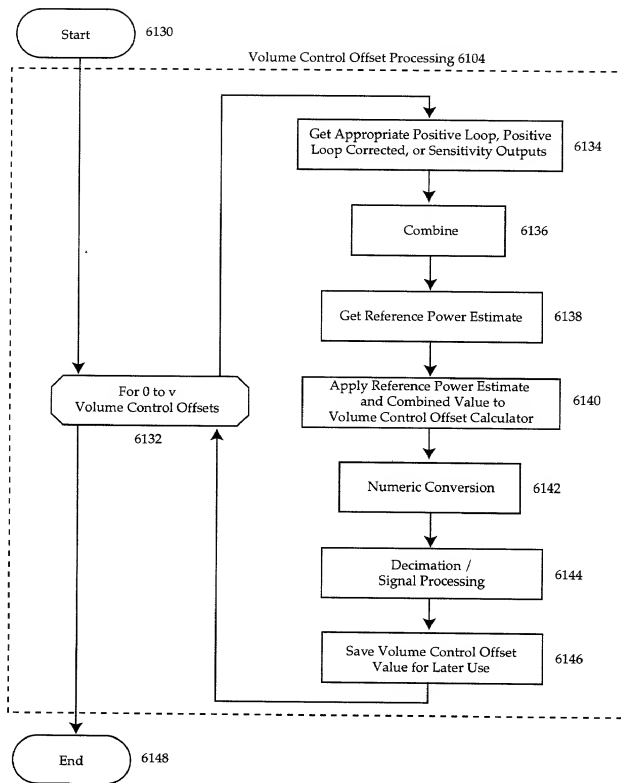 Start
6130
Volume Control Offset Processing 6104
Get Appropriate Positive Loop, Positive
Loop Corrected, or Sensitivity Outputs
6134
Combine
6136
Get Reference Power Estimate
6138
For 0 to v
Volume Control Offsets
6132
Apply Reference Power Estimate
and Combined Value to
Volume Control Offset Calculator
6140
Numeric Conversion
6142
Decimation /
Signal Processing
6144
Save Volume Control Offset
Value for Later Use
6146
End
6148